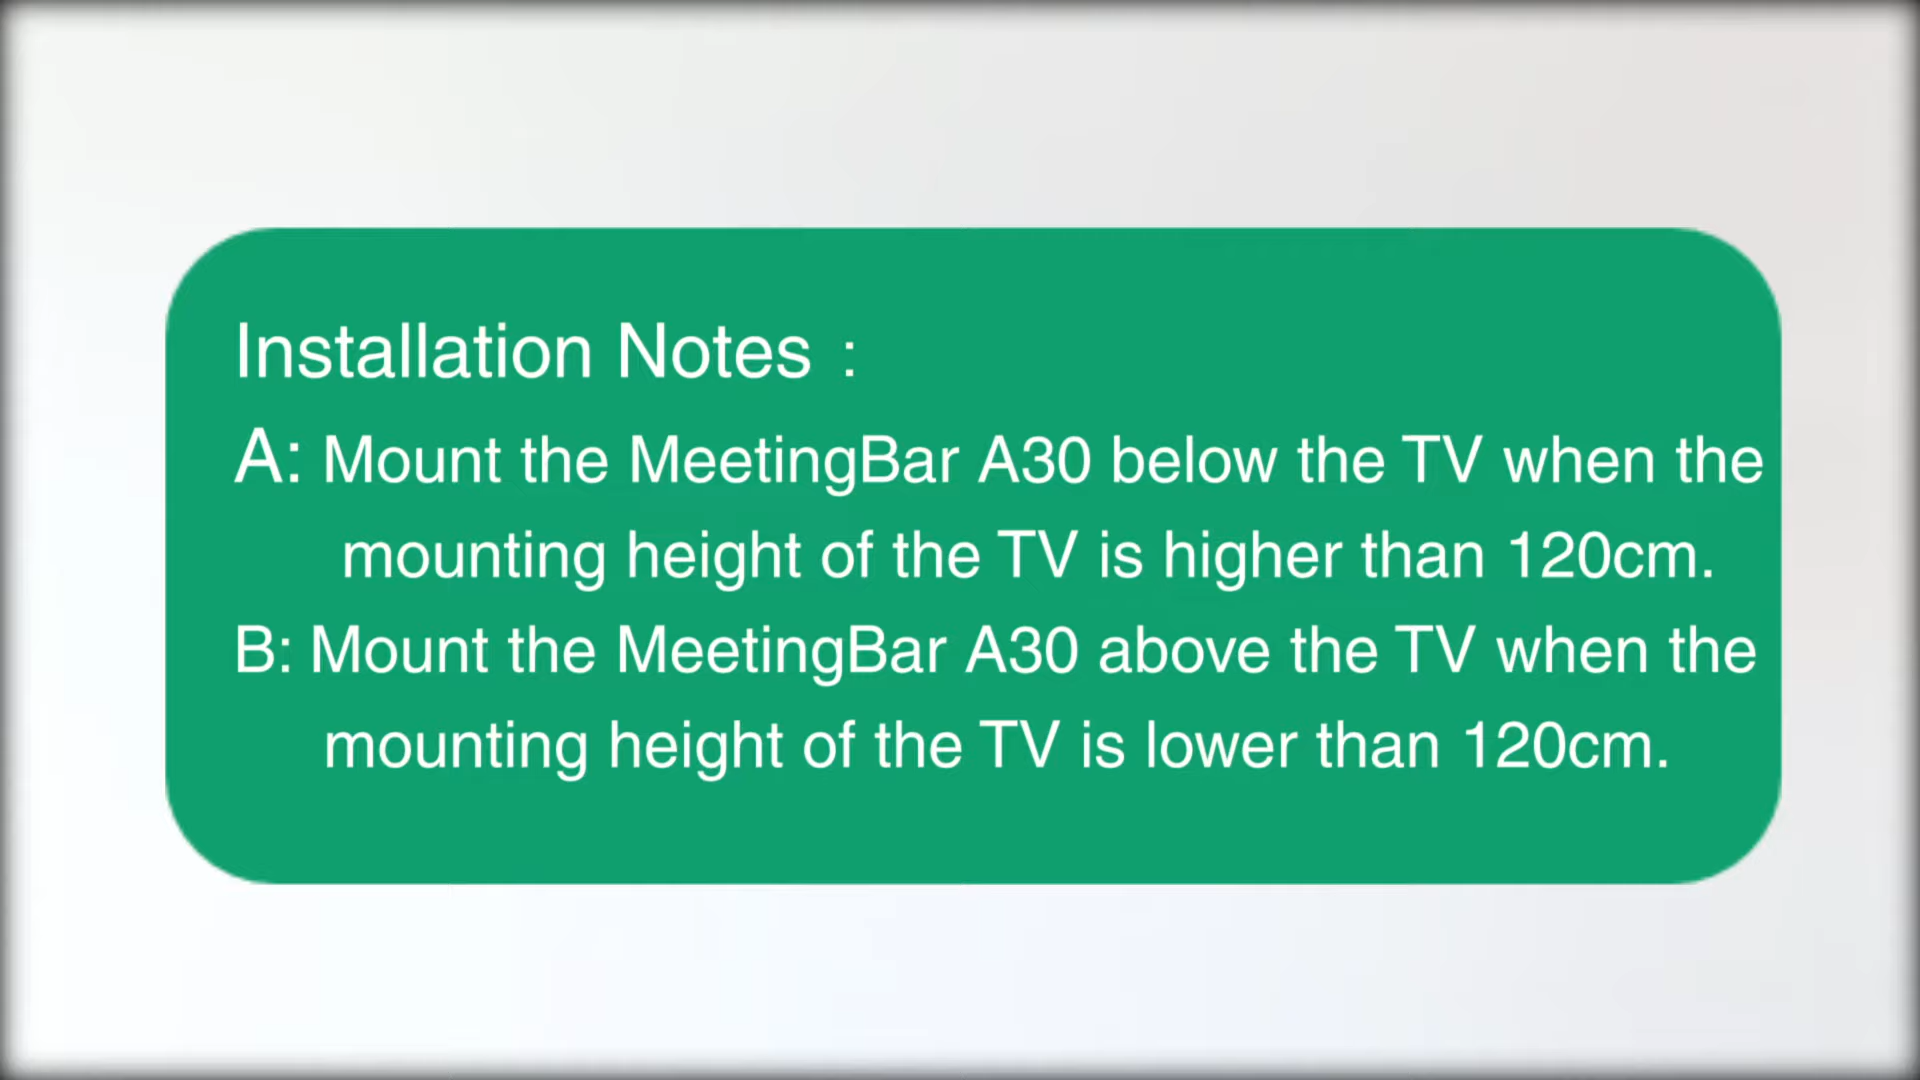 Installation Notes :
A: Mount the MeetingBar A30 below the TV when the
mounting height of the TV is higher than 120cm.
B: Mount the MeetingBar A30 above the TV when the
mounting height of the TV is lower than 120cm.